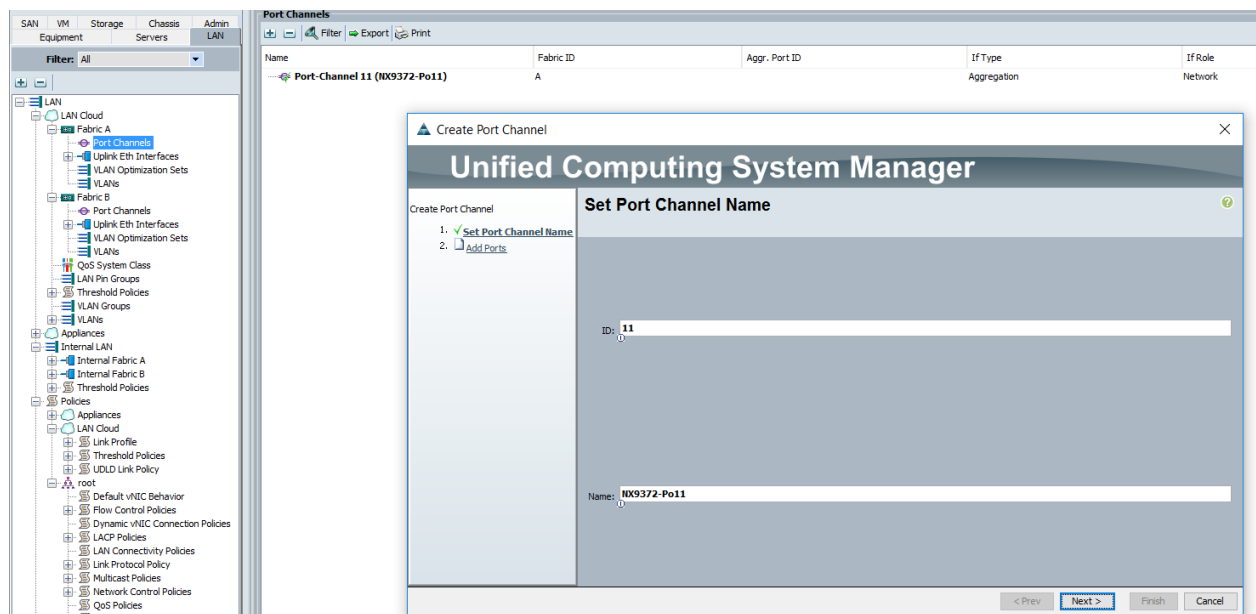 SAN VM Storage Chassis Admin
Equipment Servers LAN
Filter: All
LAN
LAN Cloud
Fabric A
Port Channels
Uplink Eth Interfaces
VLAN Optimization Sets
VLANs
Fabric B
Port Channels
Uplink Eth Interfaces
VLAN Optimization Sets
VLANs
QoS System Class
LAN Pin Groups
Threshold Policies
VLAN Groups
VLANs
Appliances
Internal LAN
Internal Fabric A
Internal Fabric B
Threshold Policies
Policies
Appliances
LAN Cloud
Link Profile
Threshold Policies
UDLD Link Policy
root
Default vNIC Behavior
Flow Control Policies
Dynamic vNIC Connection Policies
LACP Policies
LAN Connectivity Policies
Link Protocol Policy
Multicast Policies
Network Control Policies
QoS Policies
Port Channels
Filter Export Print
Name Fabric ID Aggr. Port ID If Type If Role
Port-Channel 11 (NX9372-Po11) A Aggregation Network
Create Port Channel
Unified Computing System Manager
Create Port Channel
1. Set Port Channel Name
2. Add Ports
Set Port Channel Name
ID: 11
Name: NX9372-Po11
< Prev Next > Finish Cancel